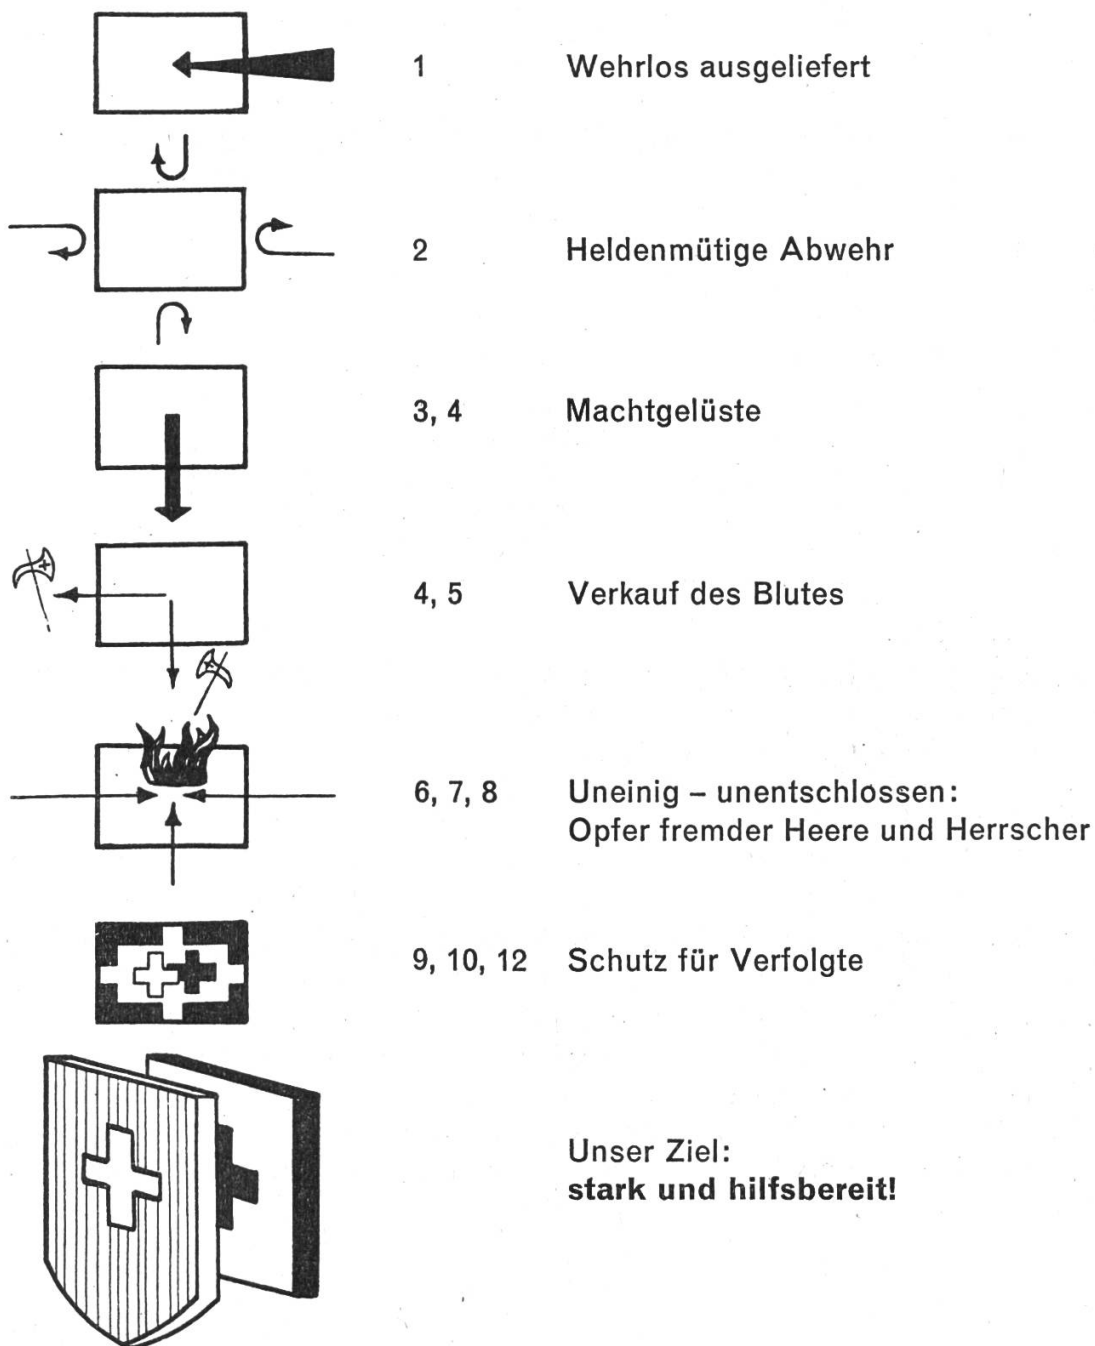 1 Wehrlos ausgeliefert
2 Heldenmütige Abwehr
3, 4 Machtgelüste
4, 5 Verkauf des Blutes
6, 7, 8 Uneinig – unentschlossen:
Opfer fremder Heere und Herrscher
9, 10, 12 Schutz für Verfolgte
Unser Ziel:
stark und hilfsbereit!